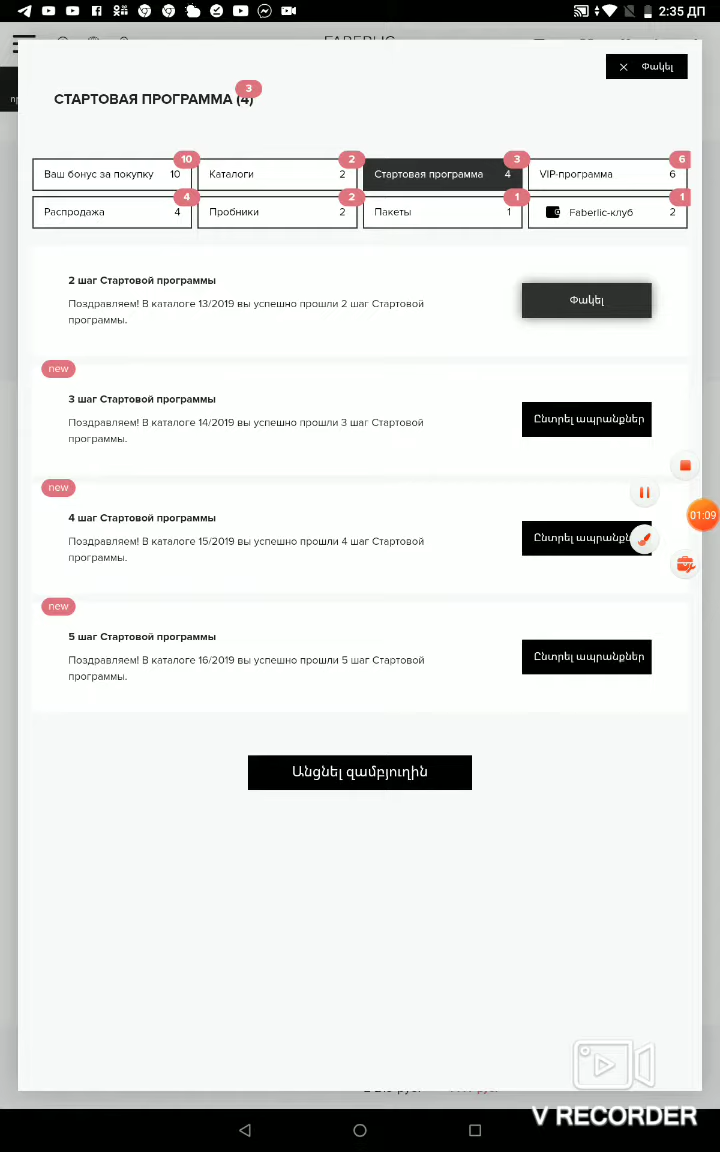 2:35 ДП
Փակել
СТАРТОВАЯ ПРОГРАММА (4)
3
10
2
3
6
Ваш бонус за покупку 10
Каталоги 2
Стартовая программа 4
VIP-программа 6
4
2
1
1
Распродажа 4
Пробники 2
Пакеты 1
Faberlic-клуб 2
2 шаг Стартовой программы
Поздравляем! В каталоге 13/2019 вы успешно прошли 2 шаг Стартовой
программы.
Փակել
new
3 шаг Стартовой программы
Поздравляем! В каталоге 14/2019 вы успешно прошли 3 шаг Стартовой
программы.
Ընտրել ապրանքներ
new
4 шаг Стартовой программы
Поздравляем! В каталоге 15/2019 вы успешно прошли 4 шаг Стартовой
программы.
Ընտրել
01:09
new
5 шаг Стартовой программы
Поздравляем! В каталоге 16/2019 вы успешно прошли 5 шаг Стартовой
программы.
Ընտրել ապրանքներ
Անցնել զամբյուղին
V RECORDER